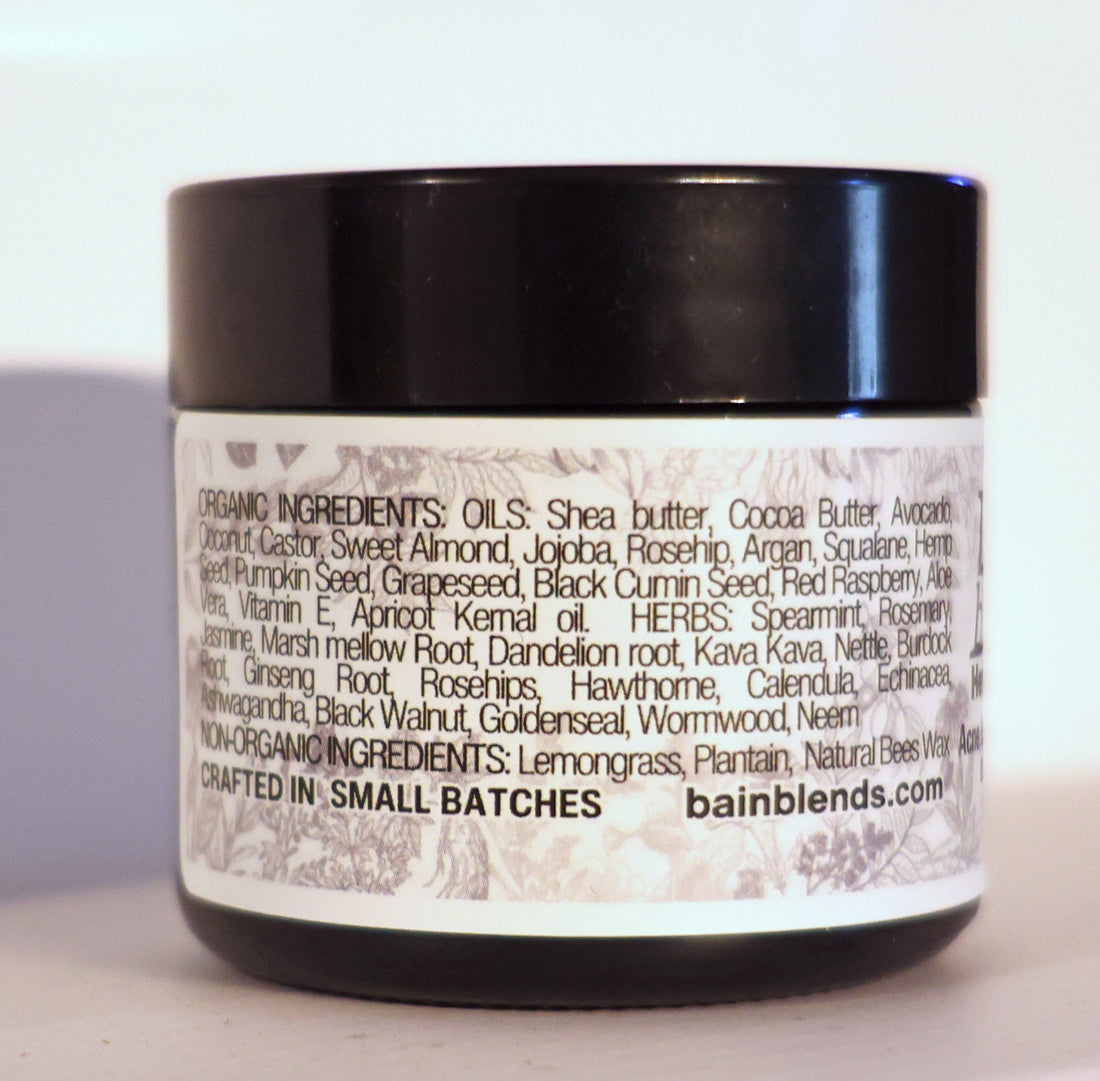 ORGANIC INGREDIENTS: OILS: Shea butter, Cocoa Butter, Avocado,
Coconut, Castor, Sweet Almond, Jojoba, Rosehip, Argan, Squalane, Hemp
Seed, Pumpkin Seed, Grapeseed, Black Cumin Seed, Red Raspberry, Aloe
Vera, Vitamin E, Apricot Kernal oil. HERBS: Spearmint, Rosemary,
Jasmine, Marsh mellow Root, Dandelion root, Kava Kava, Nettle, Burdock
Root, Ginseng Root, Rosehips, Hawthorne, Calendula, Echinacea,
Ashwagandha, Black Walnut, Goldenseal, Wormwood, Neem
NON-ORGANIC INGREDIENTS: Lemongrass, Plantain, Natural Bees Wax
CRAFTED IN SMALL BATCHES bainblends.com
Acne